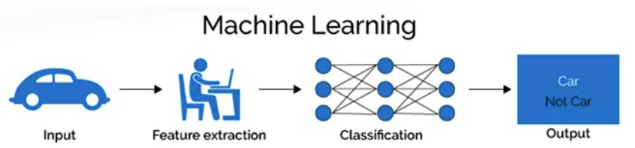 Machine Learning
Input
Feature extraction
Classification
Car
Not Car
Output